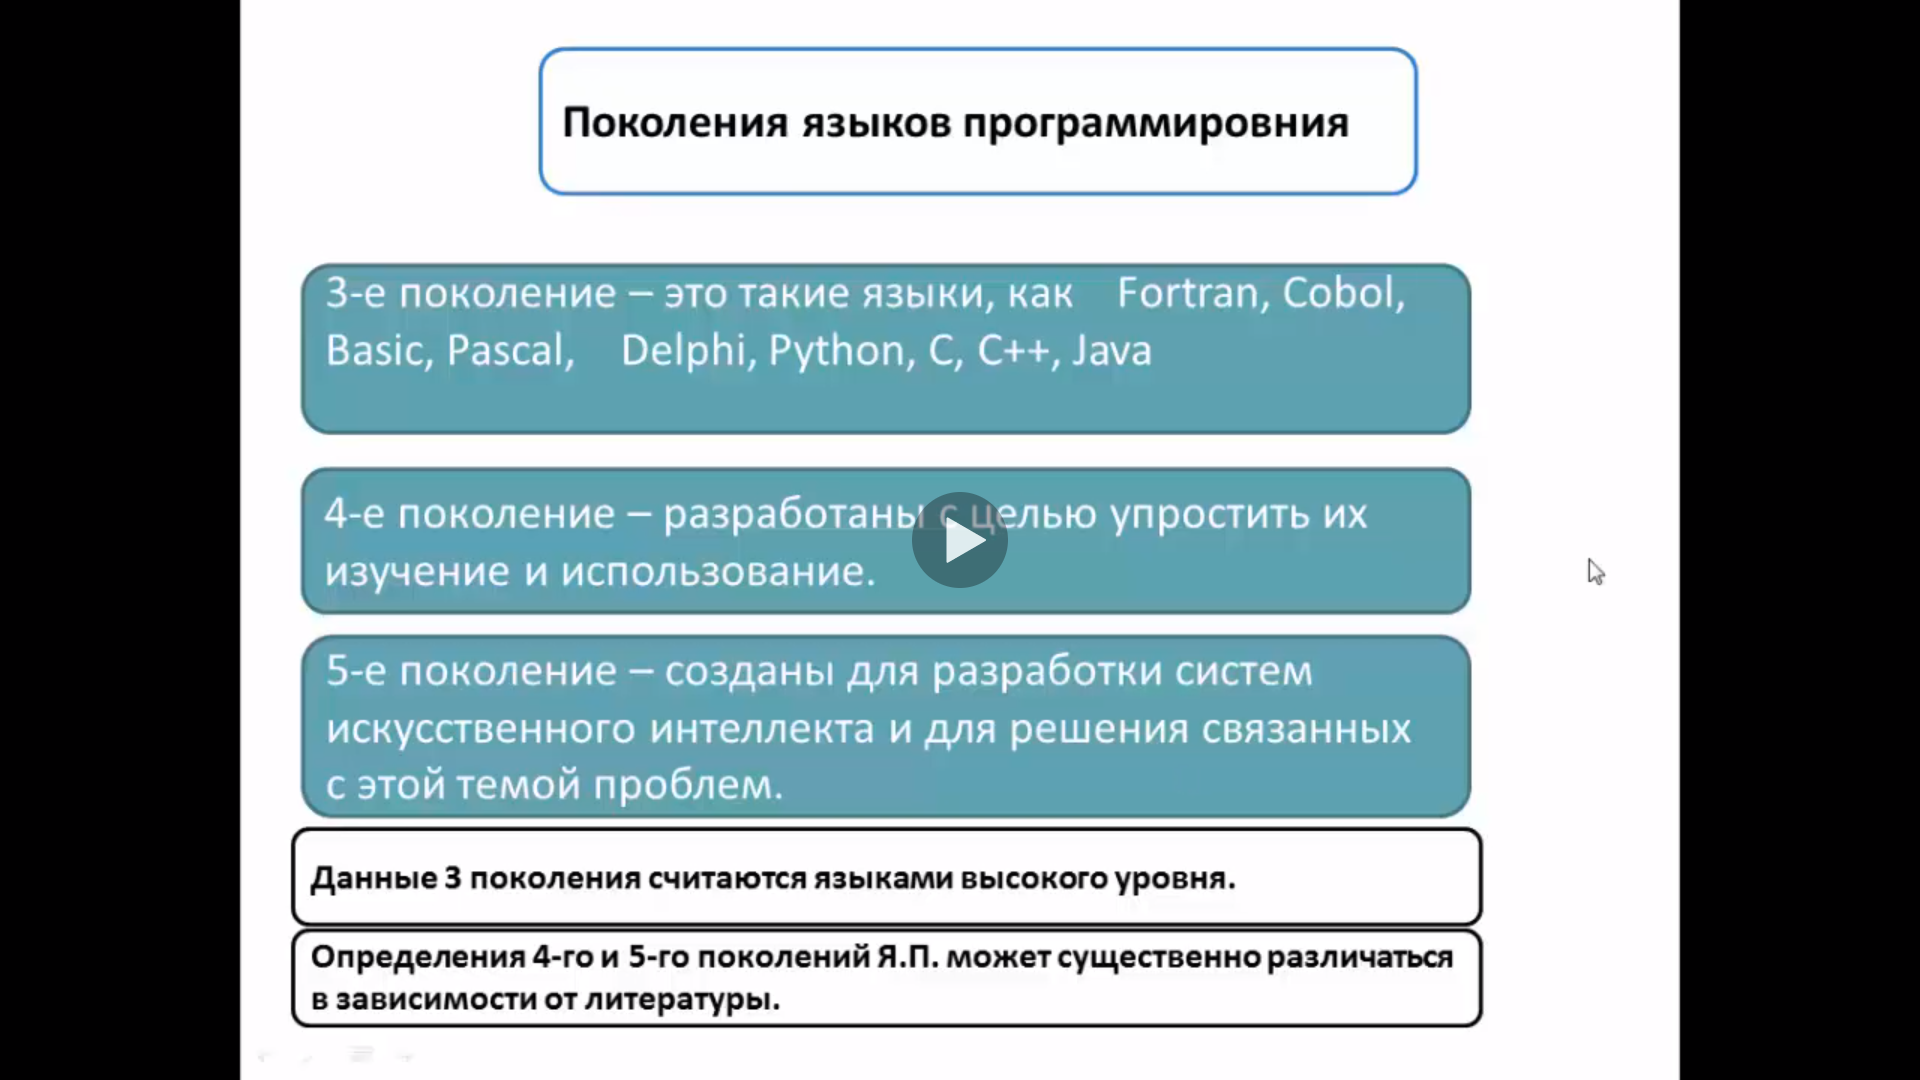 Поколения языков программировния
3-е поколение – это такие языки, как Fortran, Cobol,
Basic, Pascal, Delphi, Python, C, C++, Java
4-е поколение – разработаны с целью упростить их
изучение и использование.
5-е поколение – созданы для разработки систем
искусственного интеллекта и для решения связанных
с этой темой проблем.
Данные 3 поколения считаются языками высокого уровня.
Определения 4-го и 5-го поколений Я.П. может существенно различаться
в зависимости от литературы.